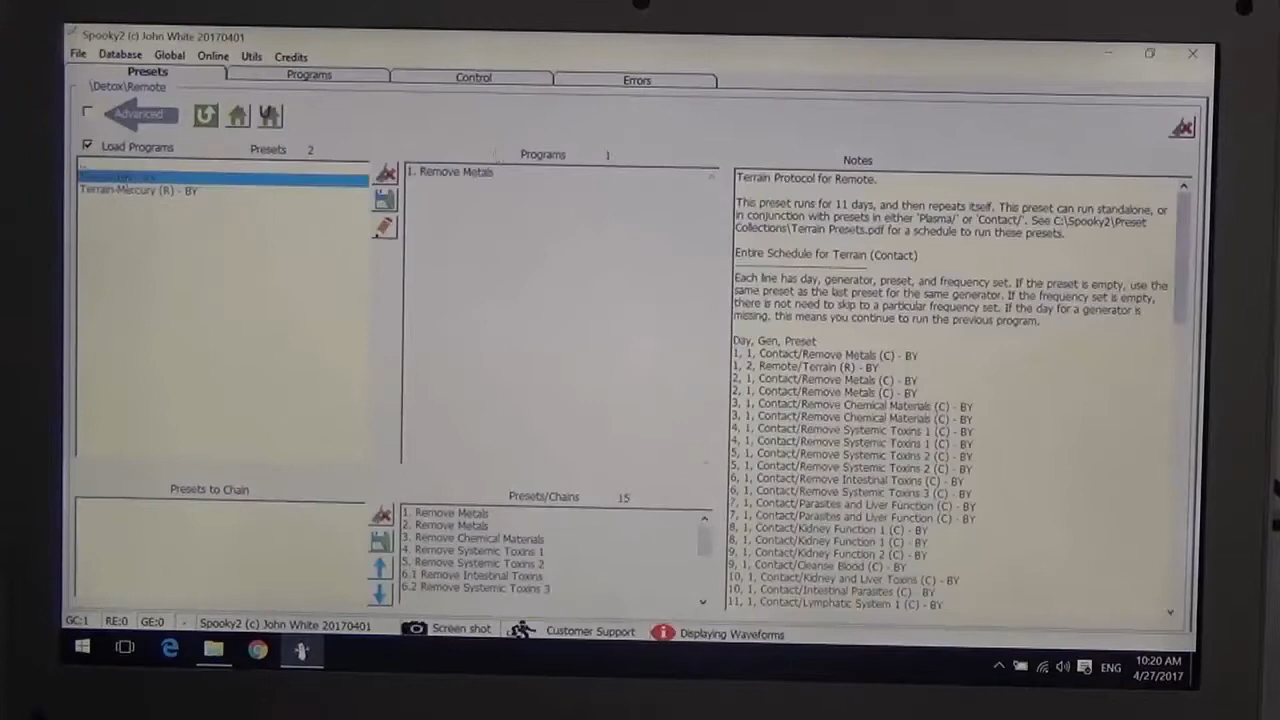 Spooky2 (c) John White 20170401
File Database Global Online Utils Credits
Presets Programs Control Errors
\Detox\Remote
Advanced
Load Programs Presets 2
Programs 1
Notes
..
Terrain-Mercury (R) - BY
1. Remove Metals
Terrain Protocol for Remote.
This preset runs for 11 days, and then repeats itself. This preset can run standalone, or
in conjunction with presets in either 'Plasma/' or 'Contact/'. See C:\Spooky2\Preset
Collections\Terrain Presets.pdf for a schedule to run these presets.
Entire Schedule for Terrain (Contact)
Each line has day, generator, preset, and frequency set. If the preset is empty, use the
same preset as the last preset for the same generator. If the frequency set is empty,
there is not need to skip to a particular frequency set. If the day for a generator is
missing, this means you continue to run the previous program.
Day, Gen, Preset
1, 1, Contact/Remove Metals (C) - BY
1, 2, Remote/Terrain (R) - BY
2, 1, Contact/Remove Metals (C) - BY
2, 1, Contact/Remove Metals (C) - BY
3, 1, Contact/Remove Chemical Materials (C) - BY
3, 1, Contact/Remove Chemical Materials (C) - BY
4, 1, Contact/Remove Systemic Toxins 1 (C) - BY
4, 1, Contact/Remove Systemic Toxins 1 (C) - BY
5, 1, Contact/Remove Systemic Toxins 2 (C) - BY
5, 1, Contact/Remove Systemic Toxins 2 (C) - BY
6, 1, Contact/Remove Intestinal Toxins (C) - BY
6, 1, Contact/Remove Systemic Toxins 3 (C) - BY
7, 1, Contact/Parasites and Liver Function (C) - BY
7, 1, Contact/Parasites and Liver Function (C) - BY
8, 1, Contact/Kidney Function 1 (C) - BY
8, 1, Contact/Kidney Function 1 (C) - BY
9, 1, Contact/Kidney Function 2 (C) - BY
9, 1, Contact/Cleanse Blood (C) - BY
10, 1, Contact/Kidney and Liver Toxins (C) - BY
10, 1, Contact/Intestinal Parasites (C) - BY
11, 1, Contact/Lymphatic System 1 (C) - BY
Presets to Chain
Presets/Chains 15
1. Remove Metals
2. Remove Metals
3. Remove Chemical Materials
4. Remove Systemic Toxins 1
5. Remove Systemic Toxins 2
6.1 Remove Intestinal Toxins
6.2 Remove Systemic Toxins 3
GC:1 RE:0 GE:0 - Spooky2 (c) John White 20170401 Screen shot Customer Support Displaying Waveforms
ENG
10:20 AM
4/27/2017